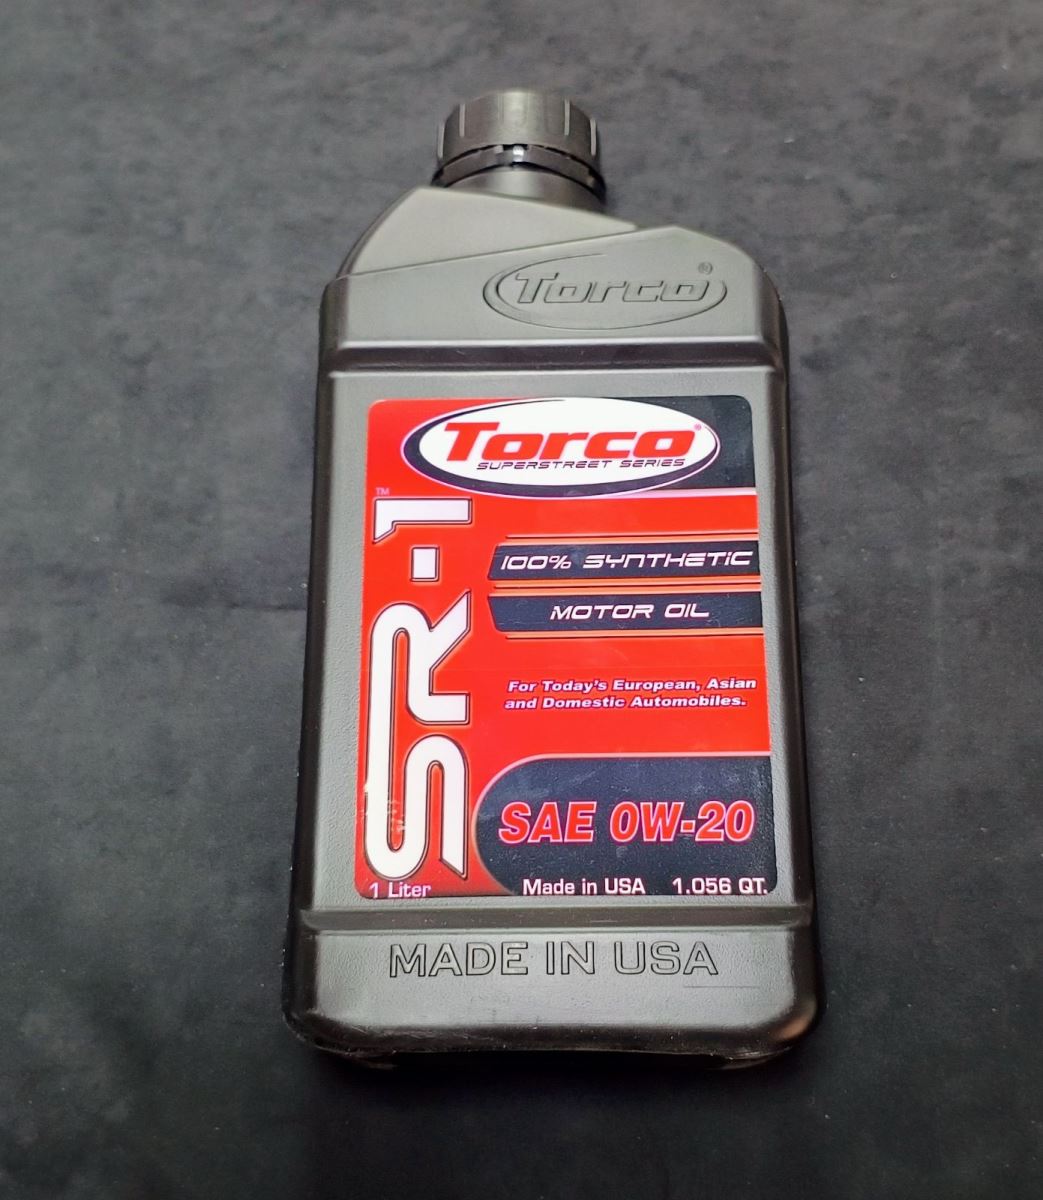 Torco®
Torco®
SUPERSTREET SERIES
SR-1™
100% SYNTHETIC
MOTOR OIL
For Today's European, Asian
and Domestic Automobiles.
SAE 0W-20
1 Liter Made in USA 1.056 QT.
MADE IN USA